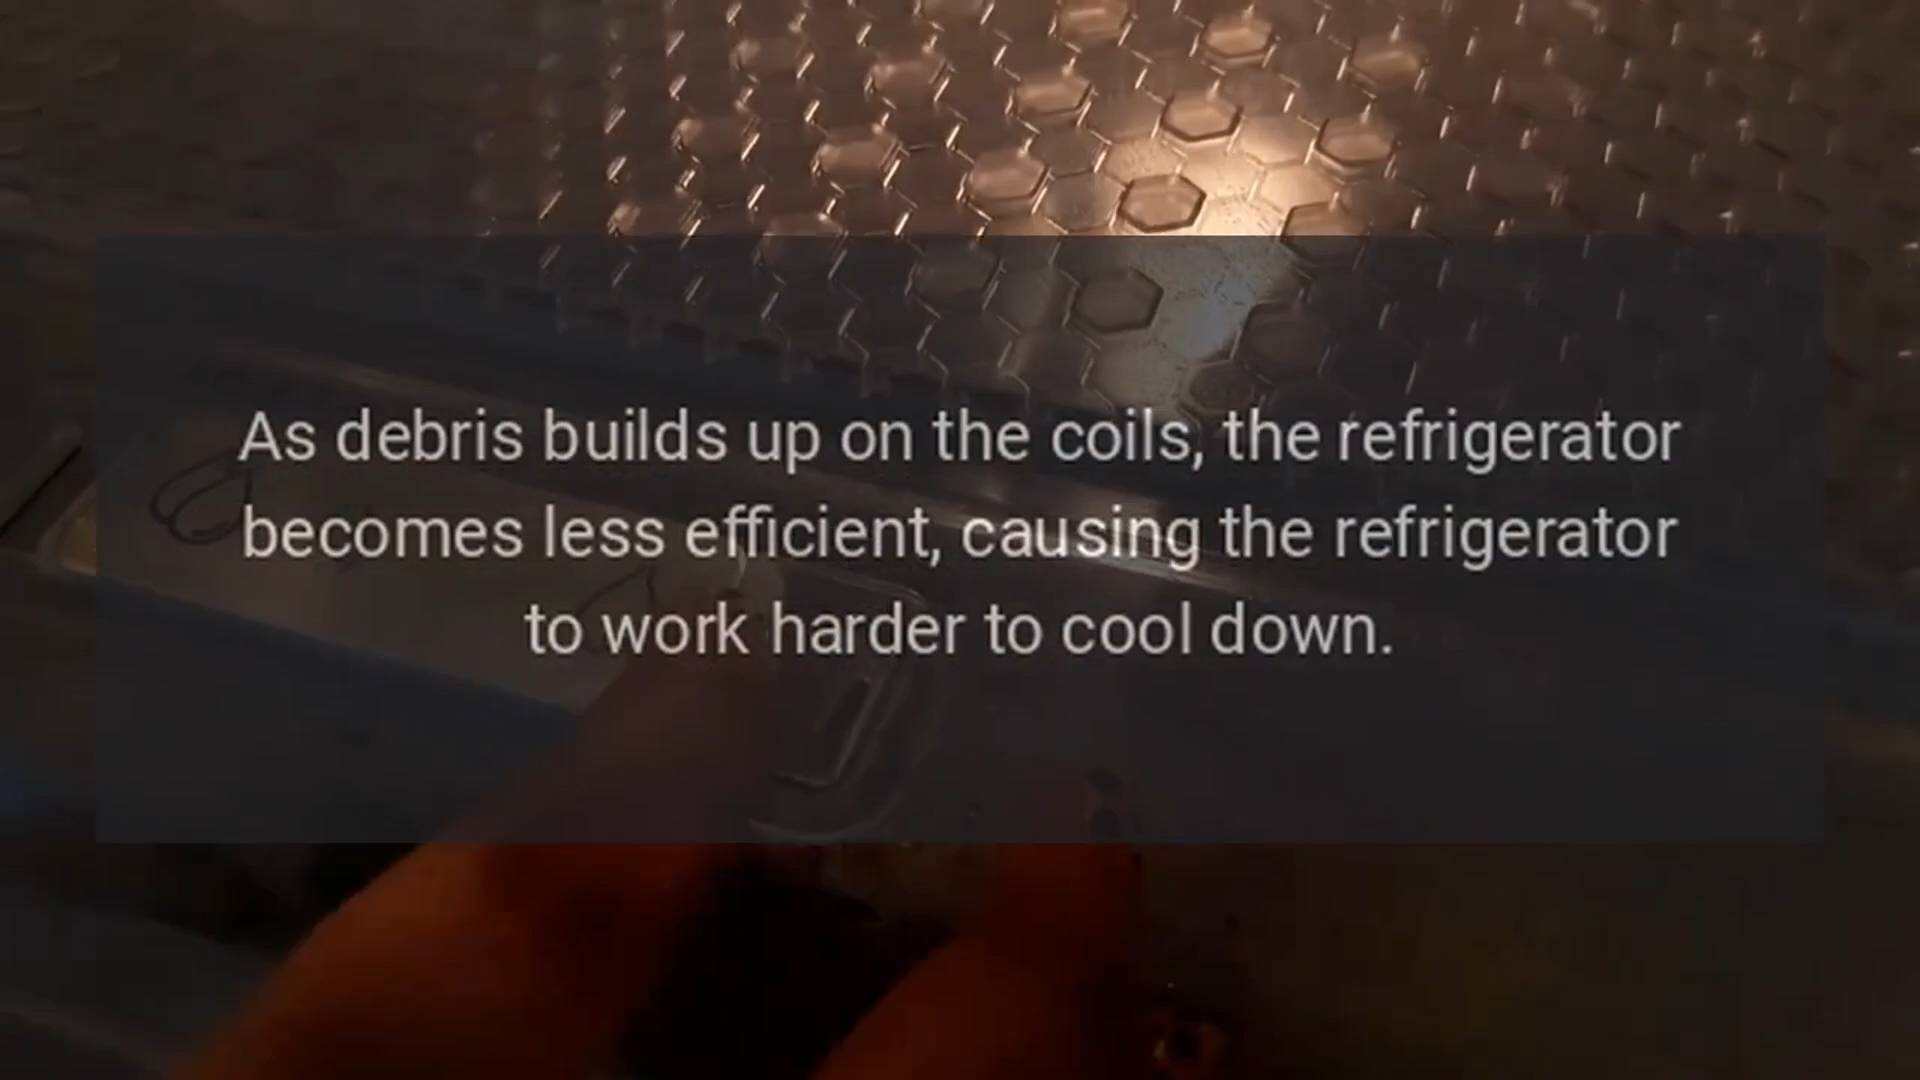 As debris builds up on the coils, the refrigerator
becomes less efficient, causing the refrigerator
to work harder to cool down.